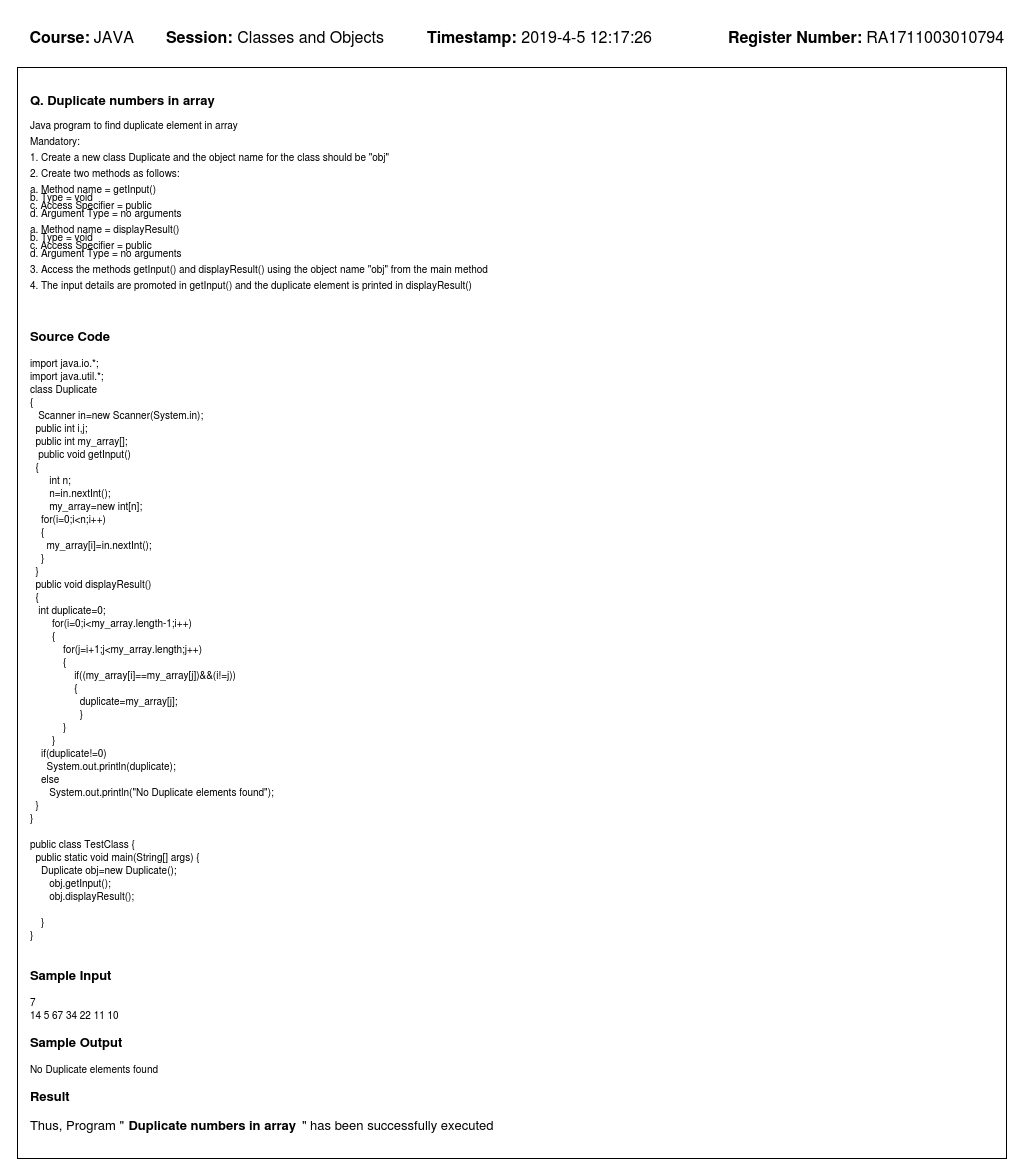 Course: JAVA Session: Classes and Objects Timestamp: 2019-4-5 12:17:26 Register Number: RA1711003010794
Q. Duplicate numbers in array
Java program to find duplicate element in array
Mandatory:
1. Create a new class Duplicate and the object name for the class should be "obj"
2. Create two methods as follows:
a. Method name = getInput()
b. Type = void
c. Access Specifier = public
d. Argument Type = no arguments
a. Method name = displayResult()
b. Type = void
c. Access Specifier = public
d. Argument Type = no arguments
3. Access the methods getInput() and displayResult() using the object name "obj" from the main method
4. The input details are promoted in getInput() and the duplicate element is printed in displayResult()
Source Code
import java.io.*;
import java.util.*;
class Duplicate
{
Scanner in=new Scanner(System.in);
public int i,j;
public int my_array[];
public void getInput()
{
int n;
n=in.nextInt();
my_array=new int[n];
for(i=0;i<n;i++)
{
my_array[i]=in.nextInt();
}
}
public void displayResult()
{
int duplicate=0;
for(i=0;i<my_array.length-1;i++)
{
for(j=i+1;j<my_array.length;j++)
{
if((my_array[i]==my_array[j])&&(i!=j))
{
duplicate=my_array[j];
}
}
}
if(duplicate!=0)
System.out.println(duplicate);
else
System.out.println("No Duplicate elements found");
}
}
public class TestClass {
public static void main(String[] args) {
Duplicate obj=new Duplicate();
obj.getInput();
obj.displayResult();
}
}
Sample Input
7
14 5 67 34 22 11 10
Sample Output
No Duplicate elements found
Result
Thus, Program " Duplicate numbers in array " has been successfully executed